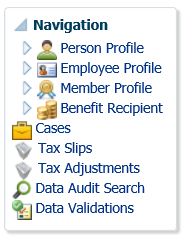 Navigation
Person Profile
Employee Profile
Member Profile
Benefit Recipient
Cases
Tax Slips
Tax Adjustments
Data Audit Search
Data Validations